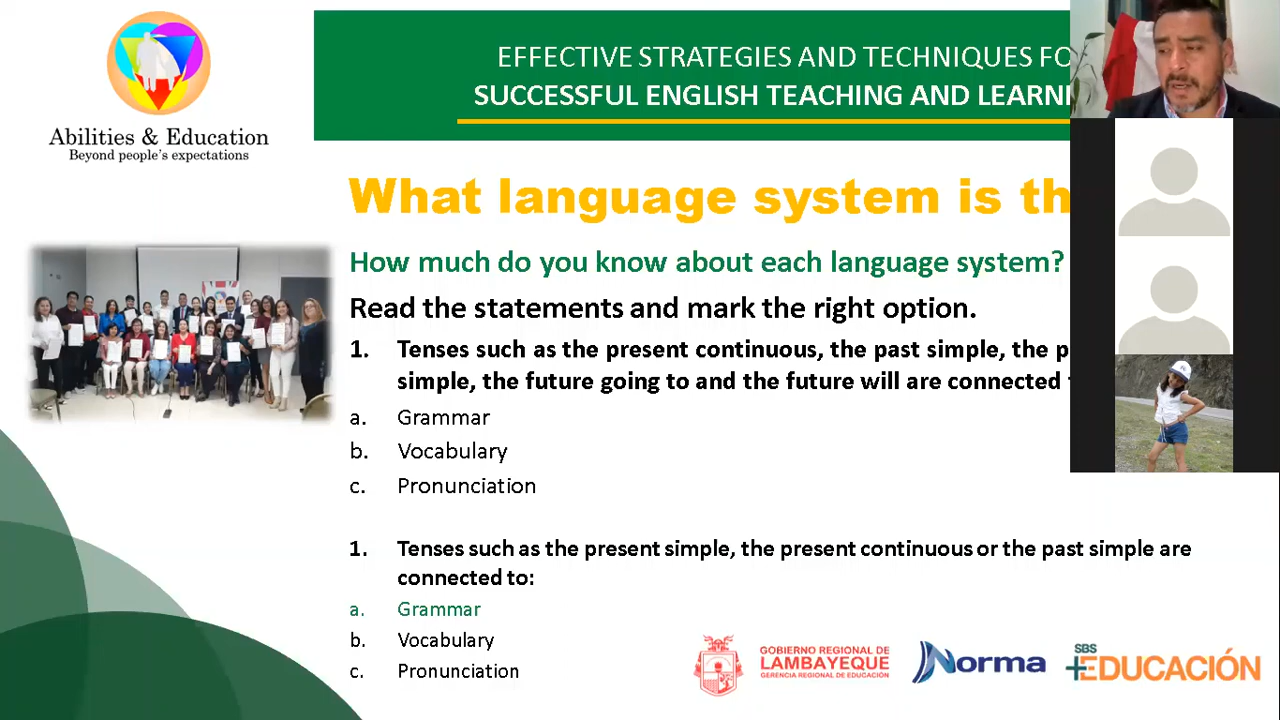 Abilities & Education
Beyond people's expectations
EFFECTIVE STRATEGIES AND TECHNIQUES
SUCCESSFUL ENGLISH TEACHING AND
What language system is
How much do you know about each language system?
Read the statements and mark the right option.
1. Tenses such as the present continuous, the past simple, the
simple, the future going to and the future will are connected
a. Grammar
b. Vocabulary
c. Pronunciation
1. Tenses such as the present simple, the present continuous or the past simple are
connected to:
a. Grammar
b. Vocabulary
c. Pronunciation
GOBIERNO REGIONAL DE
LAMBAYEQUE
GERENCIA REGIONAL DE EDUCACIÓN
Norma
SBS
+EDUCACIÓN